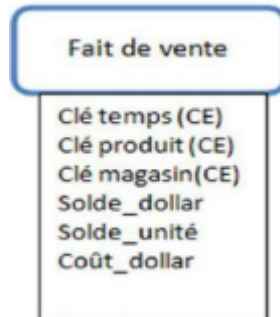 Fait de vente
Clé temps (CE)
Clé produit (CE)
Clé magasin(CE)
Solde_dollar
Solde_unité
Coût_dollar